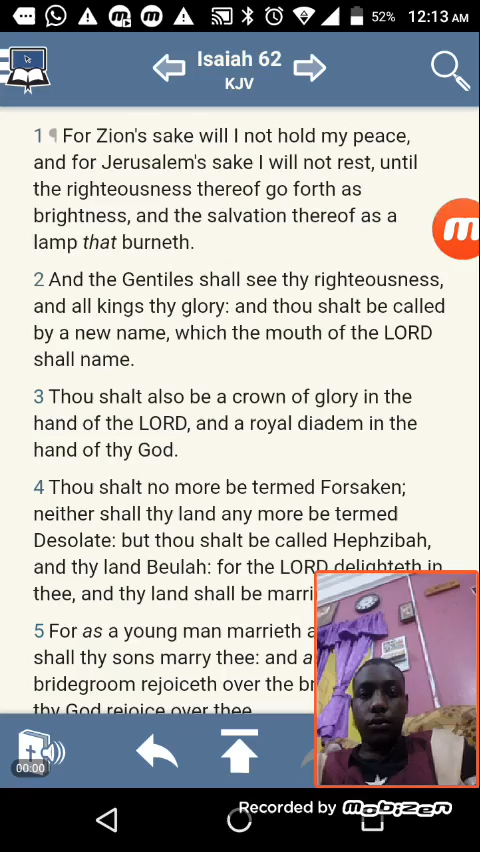 52% 12:13 AM
Isaiah 62
KJV
1 ¶ For Zion's sake will I not hold my peace,
and for Jerusalem's sake I will not rest, until
the righteousness thereof go forth as
brightness, and the salvation thereof as a
lamp that burneth.
2 And the Gentiles shall see thy righteousness,
and all kings thy glory: and thou shalt be called
by a new name, which the mouth of the LORD
shall name.
3 Thou shalt also be a crown of glory in the
hand of the LORD, and a royal diadem in the
hand of thy God.
4 Thou shalt no more be termed Forsaken;
neither shall thy land any more be termed
Desolate: but thou shalt be called Hephzibah,
and thy land Beulah: for the LORD delighteth in
thee, and thy land shall be marri
5 For as a young man marrieth a
shall thy sons marry thee: and a
bridegroom rejoiceth over the br
thy God rejoice over thee
00:00
Recorded by mobizen